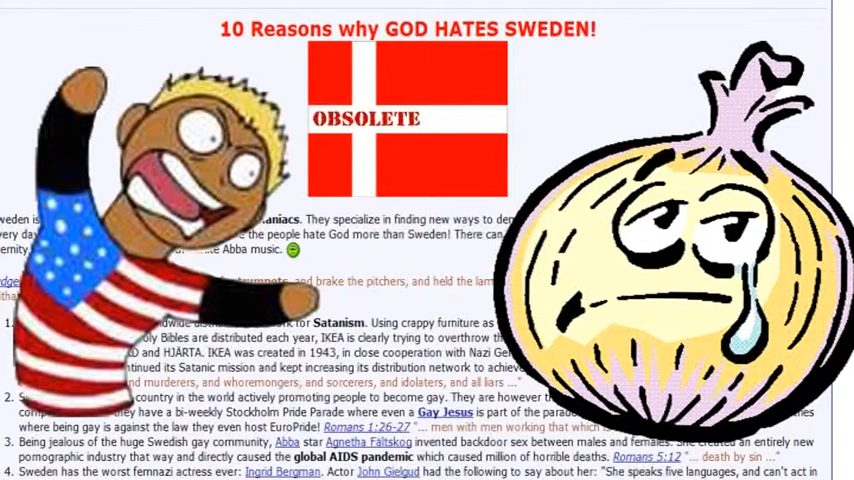 10 Reasons why GOD HATES SWEDEN!
OBSOLETE
weden is aniacs. They specialize in finding new ways to
very da the people hate God more than Sweden! There can
Abba music.
trumpets, and brake the pitchers, and held the
1. for Satanism. Using crappy furniture as
Bibles are distributed each year, IKEA is clearly trying to overthrow
and HJÄRTA. IKEA was created in 1943, in close cooperation with Nazi
its Satanic mission and kept increasing its distribution network to
and murderers, and whoremongers, and sorcerers, and idolaters, and all liars ..."
2. country in the world actively promoting people to become gay. They are however
they have a bi-weekly Stockholm Pride Parade where even a Gay Jesus is part of the
where being gay is against the law they even host EuroPride! Romans 1:26-27 "... men with men working that which
3. Being jealous of the huge Swedish gay community, Abba star Agnetha Fältskog invented backdoor sex between males and females. She created an entirely new
pornographic industry that way and directly caused the global AIDS pandemic which caused million of horrible deaths. Romans 5:12 "... death by sin ..."
4. Sweden has the worst femnazi actress ever: Ingrid Bergman. Actor John Gielgud had the following to say about her: "She speaks five languages, and can't act in